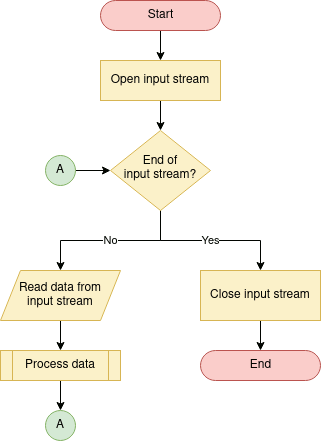 Start
Open input stream
End of
input stream?
A
No
Yes
Read data from
input stream
Close input stream
Process data
End
A